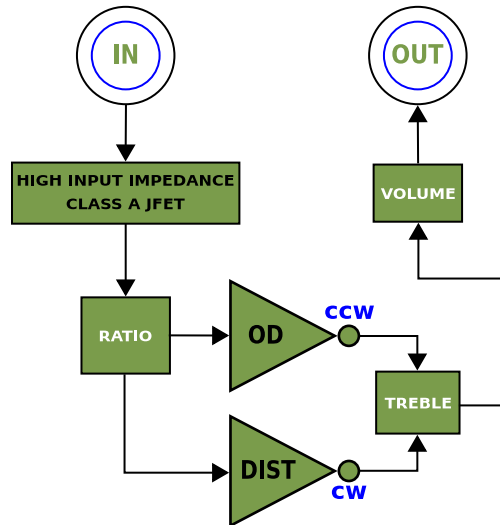 IN
OUT
HIGH INPUT IMPEDANCE
CLASS A JFET
VOLUME
RATIO
OD
CCW
TREBLE
DIST
CW